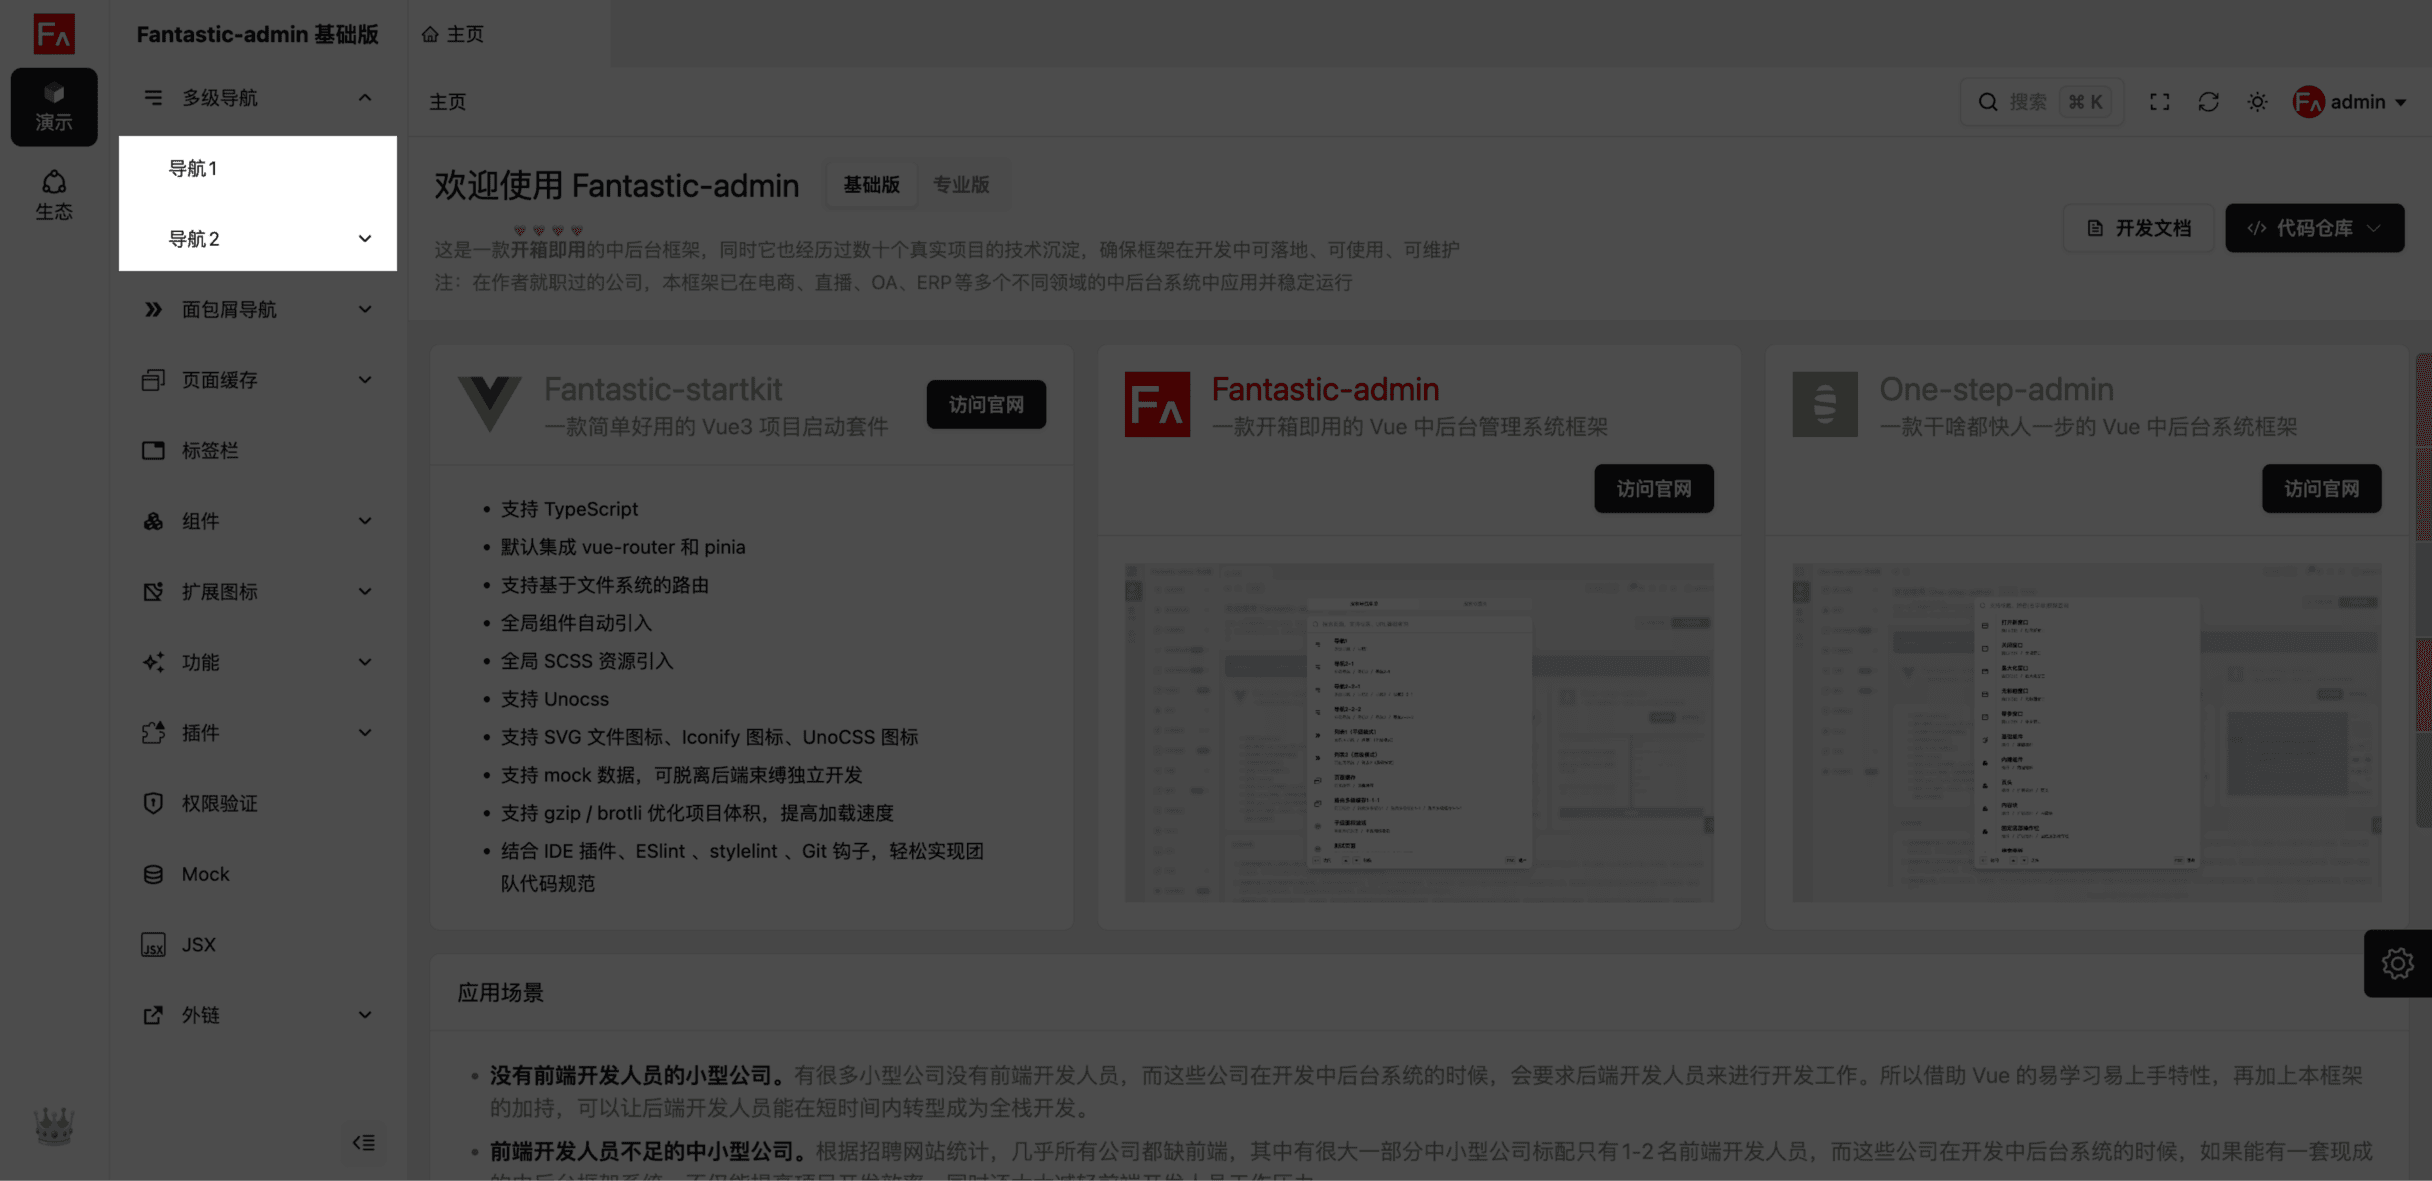 FA
演示
生态
Fantastic-admin 基础版
多级导航
导航1
导航2
面包屑导航
页面缓存
标签栏
组件
扩展图标
功能
插件
权限验证
Mock
JSX
JSX
外链
主页
主页
搜索 ⌘ K
FA admin
欢迎使用 Fantastic-admin 基础版 专业版
这是一款开箱即用的中后台框架，同时它也经历过数十个真实项目的技术沉淀，确保框架在开发中可落地、可使用、可维护
注：在作者就职过的公司，本框架已在电商、直播、OA、ERP等多个不同领域的中后台系统中应用并稳定运行
开发文档
</> 代码仓库
Fantastic-startkit
一款简单好用的 Vue3 项目启动套件
访问官网
• 支持 TypeScript
• 默认集成 vue-router 和 pinia
• 支持基于文件系统的路由
• 全局组件自动引入
• 全局 SCSS 资源引入
• 支持 Unocss
• 支持 SVG 文件图标、Iconify 图标、UnoCSS 图标
• 支持 mock 数据，可脱离后端束缚独立开发
• 支持 gzip / brotli 优化项目体积，提高加载速度
• 结合 IDE 插件、ESlint 、stylelint 、Git 钩子，轻松实现团
队代码规范
FA
Fantastic-admin
一款开箱即用的 Vue 中后台管理系统框架
访问官网
One-step-admin
一款干啥都快人一步的 Vue 中后台系统框架
访问官网
应用场景
• 没有前端开发人员的小型公司。有很多小型公司没有前端开发人员，而这些公司在开发中后台系统的时候，会要求后端开发人员来进行开发工作。所以借助 Vue 的易学习易上手特性，再加上本框架
的加持，可以让后端开发人员能在短时间内转型成为全栈开发。
• 前端开发人员不足的中小型公司。根据招聘网站统计，几乎所有公司都缺前端，其中有很大一部分中小型公司标配只有1-2名前端开发人员，而这些公司在开发中后台系统的时候，如果能有一套现成